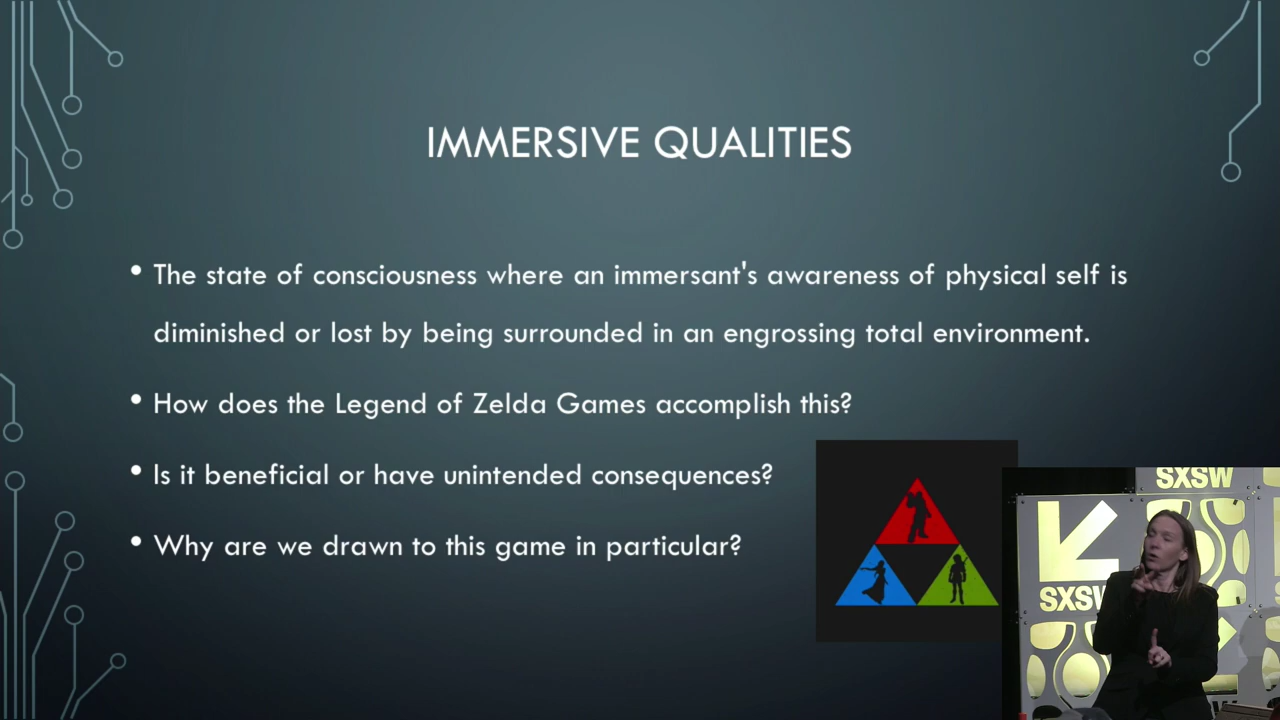 IMMERSIVE QUALITIES
• The state of consciousness where an immersant's awareness of physical self is
diminished or lost by being surrounded in an engrossing total environment.
• How does the Legend of Zelda Games accomplish this?
• Is it beneficial or have unintended consequences?
• Why are we drawn to this game in particular?
SXSW
SXSW